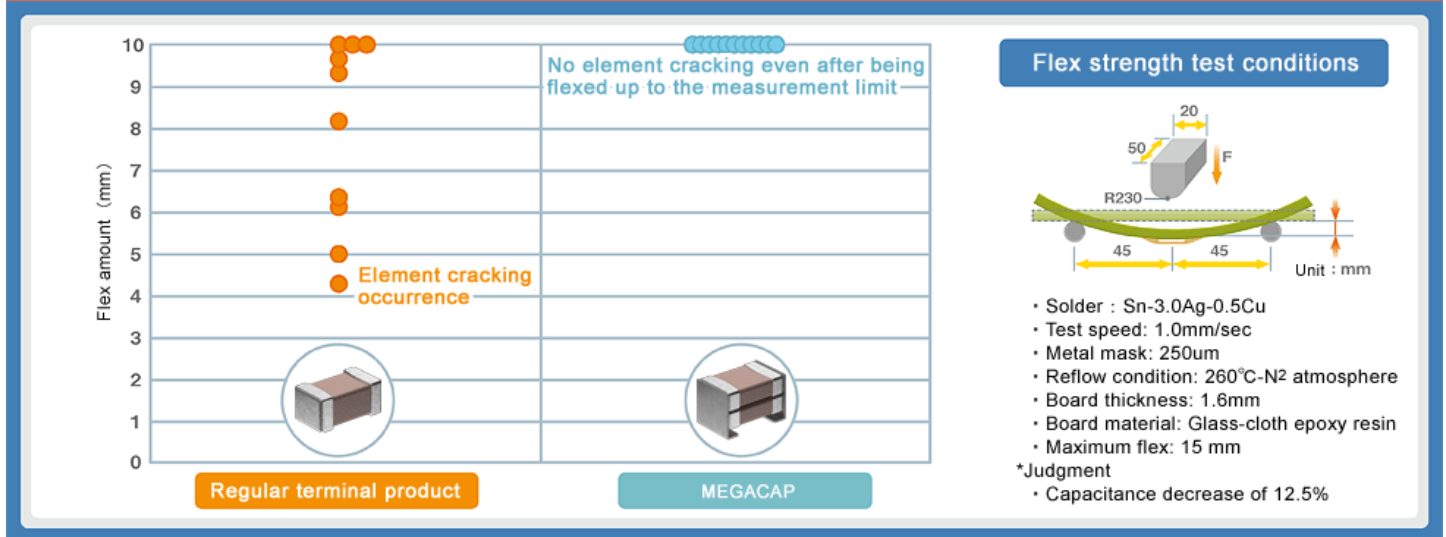 10
9
8
7
6
5
4
3
2
1
0
Flex amount (mm)
No element cracking even after being
flexed up to the measurement limit
Element cracking
occurrence
Regular terminal product
MEGACAP
Flex strength test conditions
20
50
F
R230
45
45
Unit：mm
・Solder：Sn-3.0Ag-0.5Cu
・Test speed: 1.0mm/sec
・Metal mask: 250um
・Reflow condition: 260℃-N2 atmosphere
・Board thickness: 1.6mm
・Board material: Glass-cloth epoxy resin
・Maximum flex: 15 mm
*Judgment
・Capacitance decrease of 12.5%